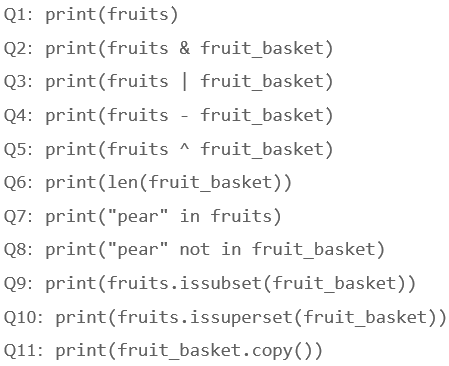 Q1: print(fruits)
Q2: print(fruits & fruit_basket)
Q3: print(fruits | fruit_basket)
Q4: print(fruits - fruit_basket)
Q5: print(fruits ^ fruit_basket)
Q6: print(len(fruit_basket))
Q7: print("pear" in fruits)
Q8: print("pear" not in fruit_basket)
Q9: print(fruits.issubset(fruit_basket))
Q10: print(fruits.issuperset(fruit_basket))
Q11: print(fruit_basket.copy())